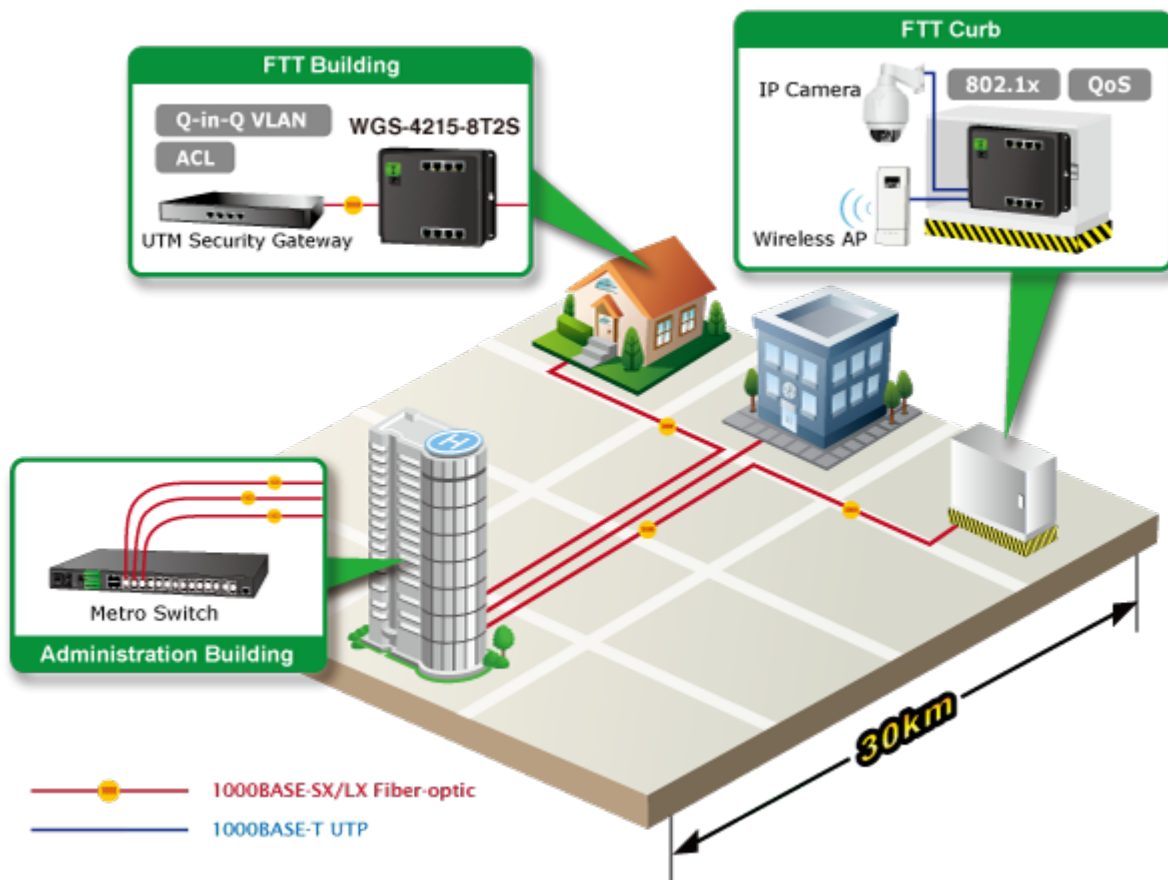 FTT Building
Q-in-Q VLAN
ACL
WGS-4215-8T2S
UTM Security Gateway
FTT Curb
IP Camera
802.1x
QoS
Wireless AP
H
Metro Switch
Administration Building
30km
1000BASE-SX/LX Fiber-optic
1000BASE-T UTP